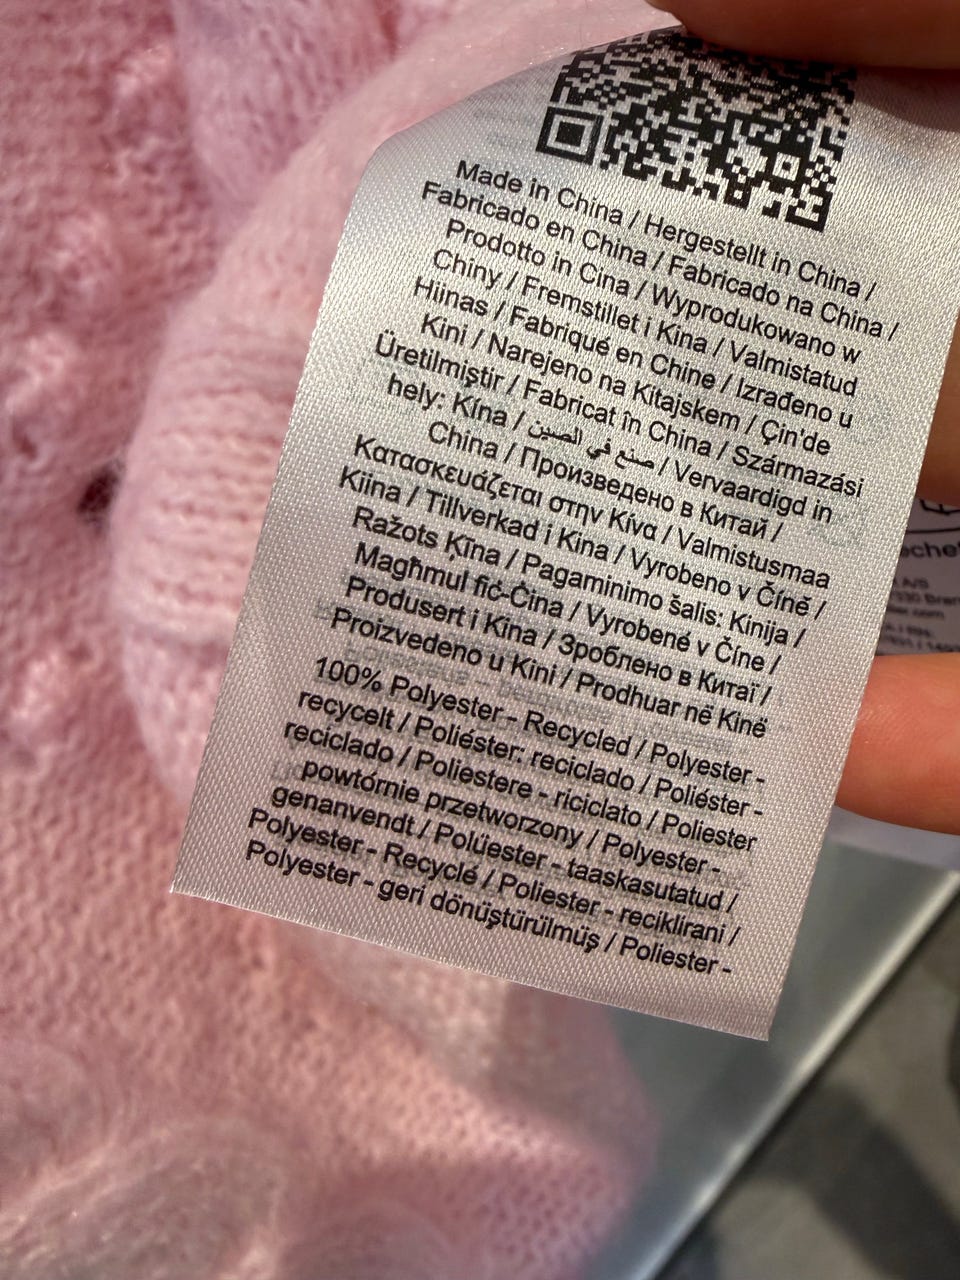 Made in China / Hergestellt in China /
Fabricado en China / Fabricado na China /
Prodotto in Cina / Wyprodukowano w
Chiny / Fremstillet i Kina / Valmistatud
Hiinas / Fabriqué en Chine / Izrađeno u
Kini / Narejeno na Kitajskem / Çin'de
Üretilmiştir / Fabricat în China / Származási
hely: Kína / صنع في الصين / Vervaardigd in
China / Произведено в Китай /
Κατασκευάζεται στην Κίνα / Valmistusmaa
Kiina / Tillverkad i Kina / Vyrobeno v Číně /
Ražots Ķīna / Pagaminimo šalis: Kinija /
Magħmul fiċ-Ċina / Vyrobené v Číne /
Produsert i Kina / Зроблено в Китаї /
Proizvedeno u Kini / Prodhuar në Kinë
100% Polyester - Recycled / Polyester -
recycelt / Poliéster: reciclado / Poliéster -
reciclado / Poliestere - riciclato / Poliester
powtórnie przetworzony / Polyester -
genanvendt / Polüester - taaskasutatud /
Polyester - Recyclé / Poliester - reciklirani /
Polyester - geri dönüştürülmüş / Poliester -
A/S